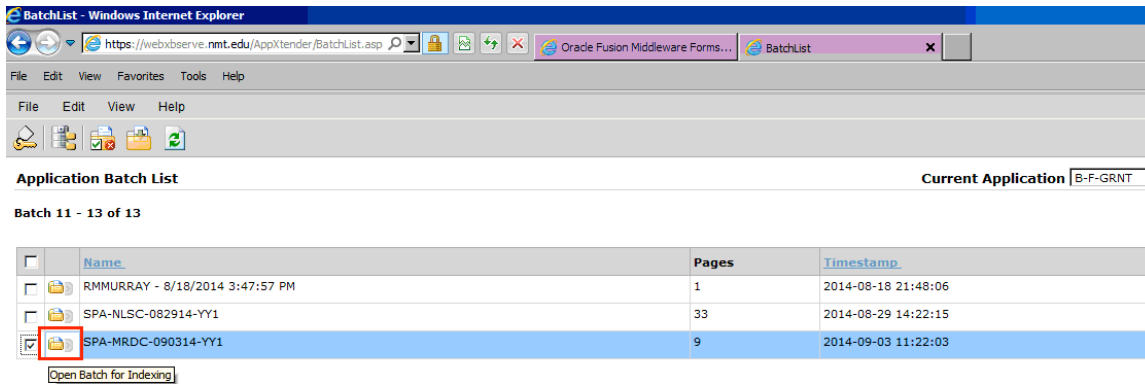 BatchList - Windows Internet Explorer
https://webxbserve.nmt.edu/AppXtender/BatchList.asp Oracle Fusion Middleware Forms... BatchList x
File Edit View Favorites Tools Help
File Edit View Help
Application Batch List Current Application B-F-GRNT
Batch 11 - 13 of 13
Name Pages Timestamp
RMMURRAY - 8/18/2014 3:47:57 PM 1 2014-08-18 21:48:06
SPA-NLSC-082914-YY1 33 2014-08-29 14:22:15
SPA-MRDC-090314-YY1 9 2014-09-03 11:22:03
Open Batch for Indexing